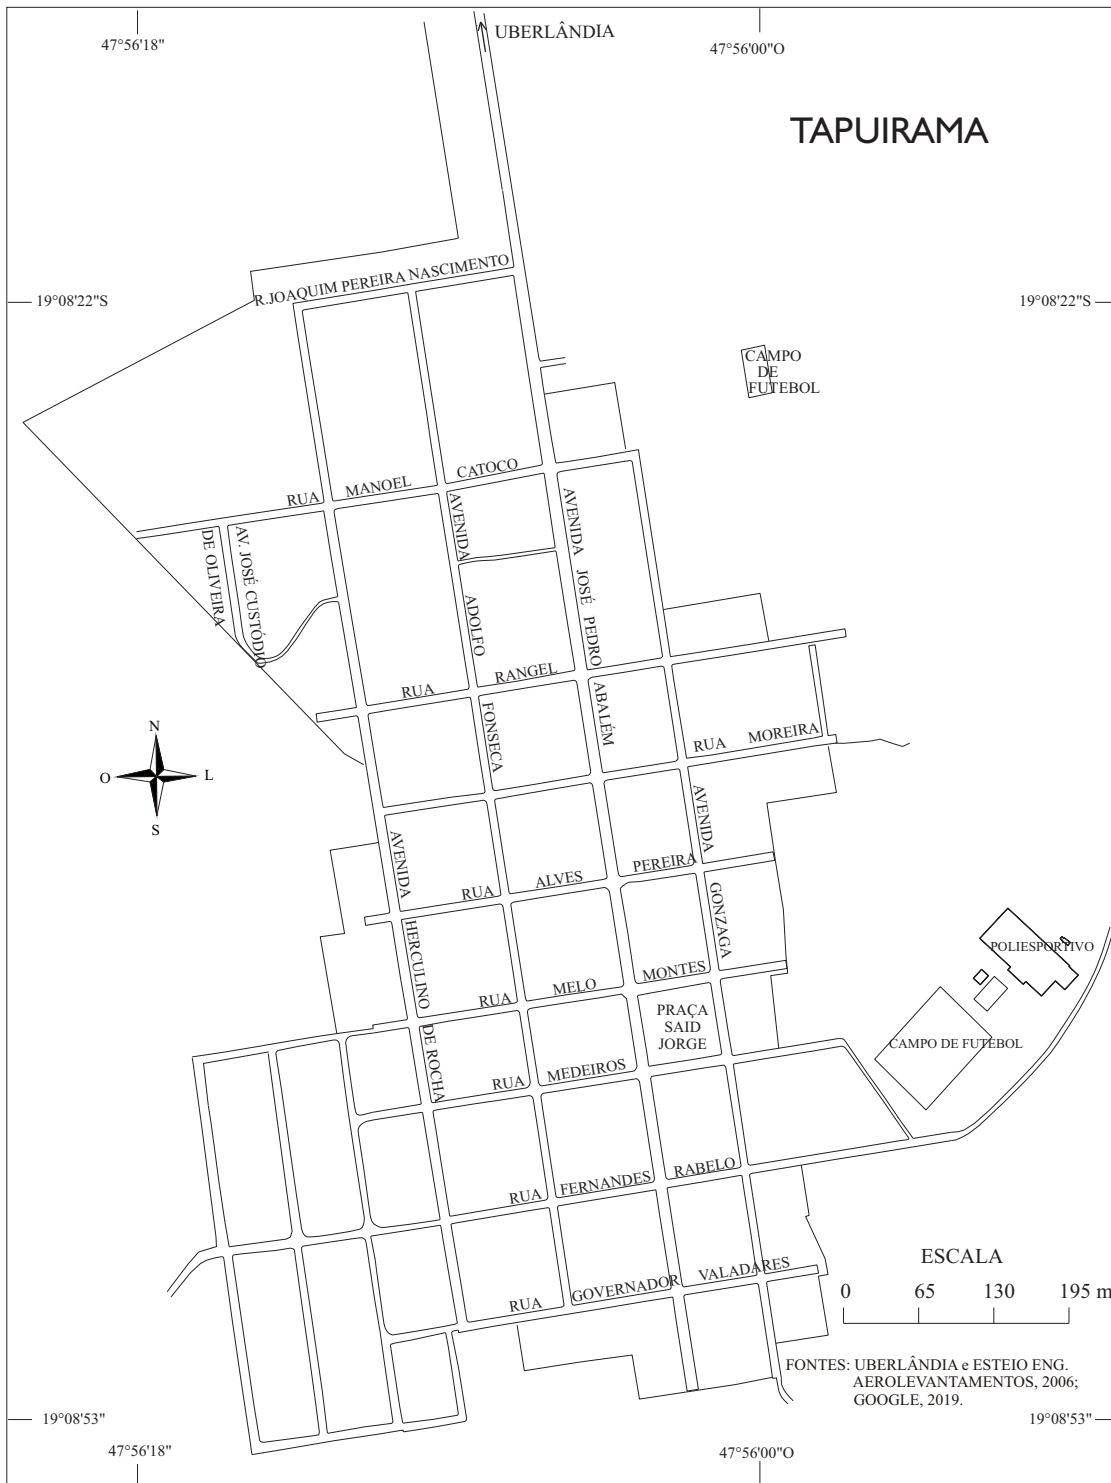 47°56'18"
UBERLÂNDIA
47°56'00"O
TAPUIRAMA
R.JOAQUIM PEREIRA NASCIMENTO
19°08'22"S
19°08'22"S
CAMPO
DE
FUTEBOL
RUA MANOEL CATOCO
AV. JOSÉ CUSTÓDIO
DE OLIVEIRA
AVENIDA ADOLFO FONSECA
AVENIDA JOSÉ PEDRO ABALÉM
RUA RANGEL
RUA MOREIRA
N
O
L
S
AVENIDA HERCULINO DE ROCHA
AVENIDA GONZAGA
RUA ALVES PEREIRA
RUA MELO MONTES
POLIESPORTIVO
PRAÇA
SAID
JORGE
CAMPO DE FUTEBOL
RUA MEDEIROS
RUA FERNANDES RABELO
RUA GOVERNADOR VALADARES
ESCALA
0 65 130 195 m
FONTES: UBERLÂNDIA e ESTEIO ENG.
AEROLEVANTAMENTOS, 2006;
GOOGLE, 2019.
19°08'53"
19°08'53"
47°56'18"
47°56'00"O